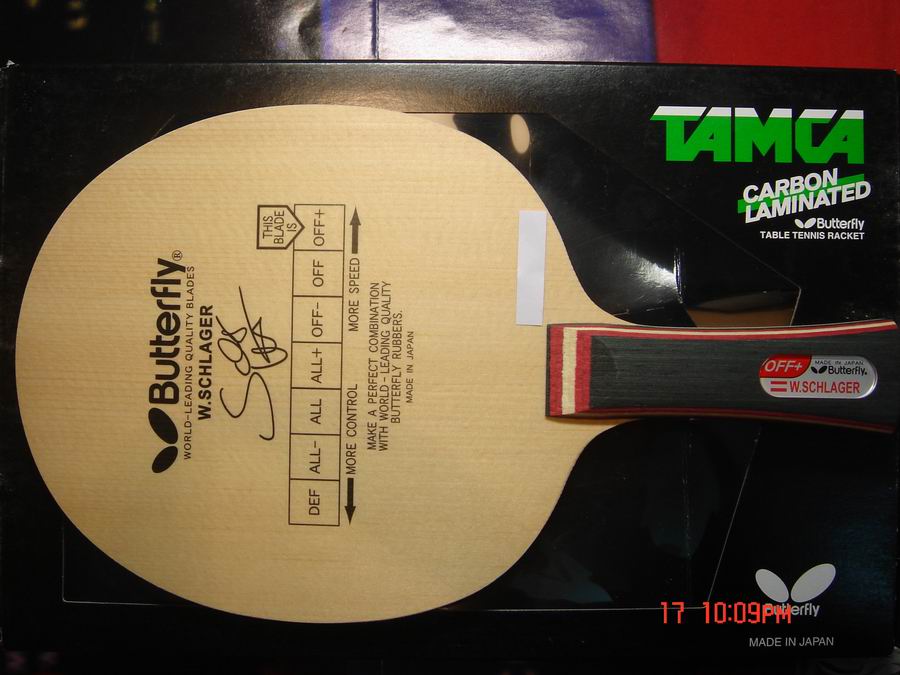 TAMCA
CARBON
LAMINATED
Butterfly
TABLE TENNIS RACKET
Butterfly®
WORLD-LEADING QUALITY BLADES
W.SCHLAGER
THIS
BLADE
IS
DEF ALL- ALL ALL+ OFF- OFF OFF+
MORE CONTROL MORE SPEED
MAKE A PERFECT COMBINATION
WITH WORLD-LEADING QUALITY
BUTTERFLY RUBBERS.
MADE IN JAPAN
OFF+ MADE IN JAPAN
Butterfly.
W.SCHLAGER
17 10:09PM
Butterfly
MADE IN JAPAN